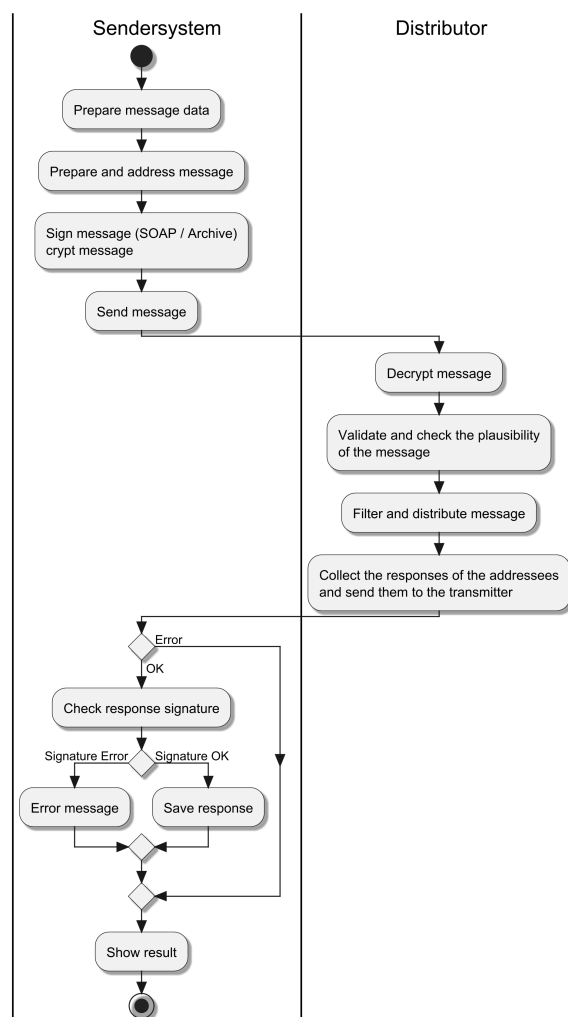 Sendersystem
Distributor
Prepare message data
Prepare and address message
Sign message (SOAP / Archive)
crypt message
Send message
Decrypt message
Validate and check the plausibility
of the message
Filter and distribute message
Collect the responses of the addressees
and send them to the transmitter
Error
OK
Check response signature
Signature Error
Signature OK
Error message
Save response
Show result